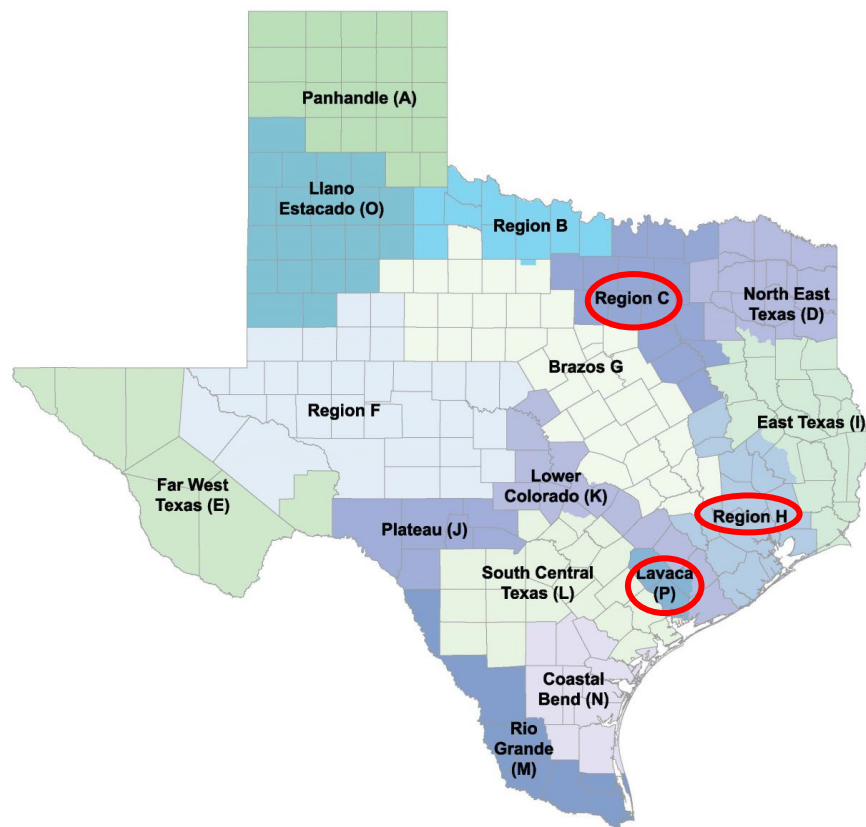 Panhandle (A)
Llano
Estacado (O)
Region B
Region C
North East
Texas (D)
Brazos G
Region F
East Texas (I)
Far West
Texas (E)
Lower
Colorado (K)
Region H
Plateau (J)
South Central
Texas (L)
Lavaca
(P)
Coastal
Bend (N)
Rio
Grande
(M)